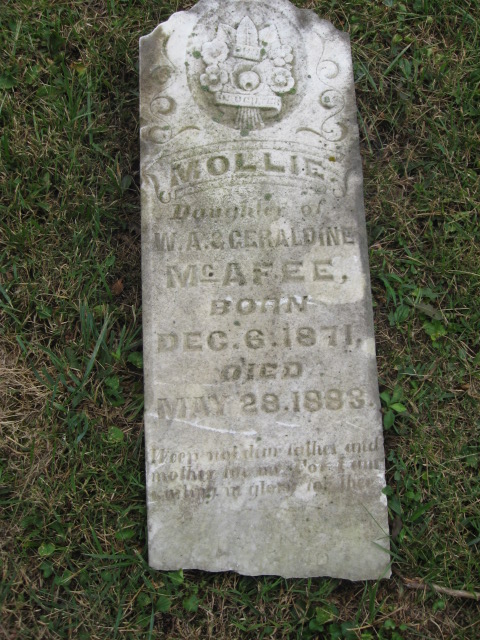 MOLLIE
Daughter of
W. A. & GERALDINE
McAFEE,
BORN
DEC. 6. 1871,
DIED
MAY 28. 1883.
Weep not dear father and
mother for me, for I am
waiting in glory for thee